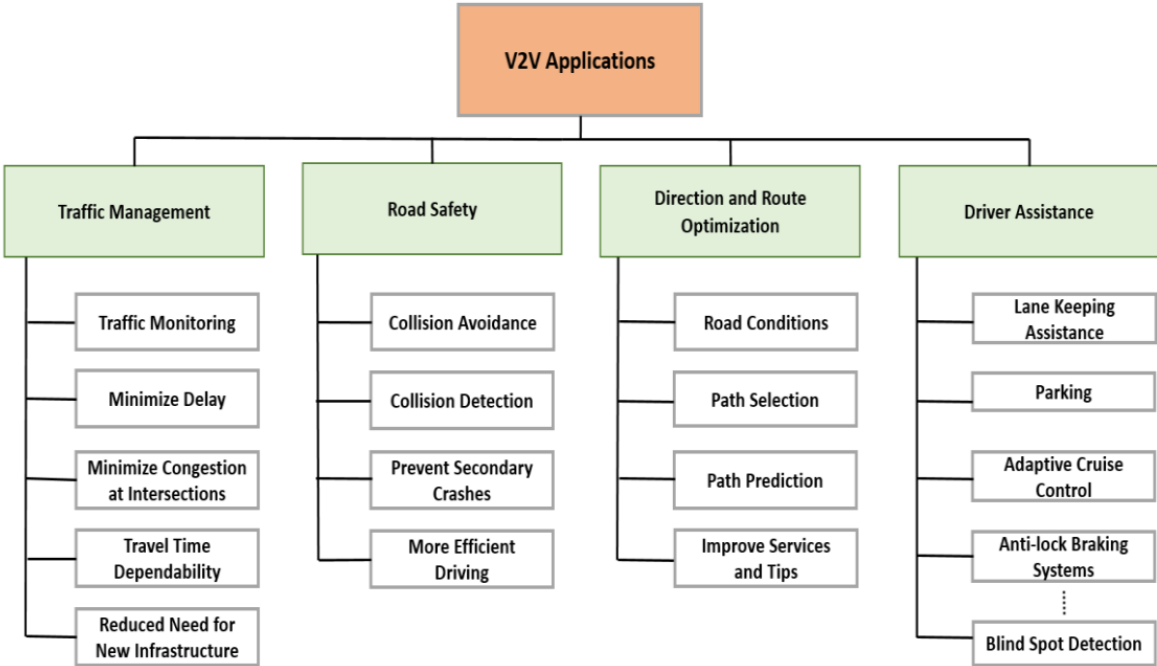 V2V Applications
Traffic Management
Road Safety
Direction and Route
Optimization
Driver Assistance
Traffic Monitoring
Minimize Delay
Minimize Congestion
at Intersections
Travel Time
Dependability
Reduced Need for
New Infrastructure
Collision Avoidance
Collision Detection
Prevent Secondary
Crashes
More Efficient
Driving
Road Conditions
Path Selection
Path Prediction
Improve Services
and Tips
Lane Keeping
Assistance
Parking
Adaptive Cruise
Control
Anti-lock Braking
Systems
Blind Spot Detection